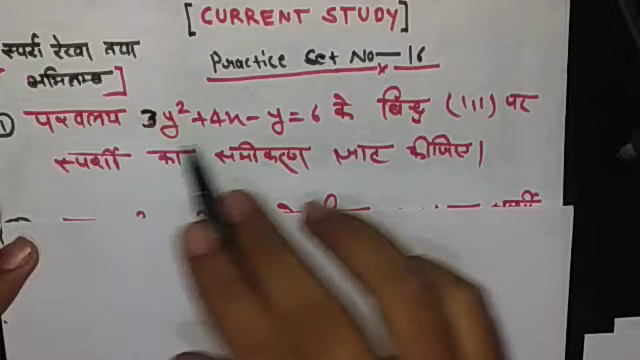 [CURRENT STUDY]
स्पर्श रेखा तथा
अभिलम्ब]
Practice Set No — 16
① परवलय 3y² + 4x - y = 6 के बिन्दु (1,1) पर
स्पर्शी का समीकरण ज्ञात कीजिए।